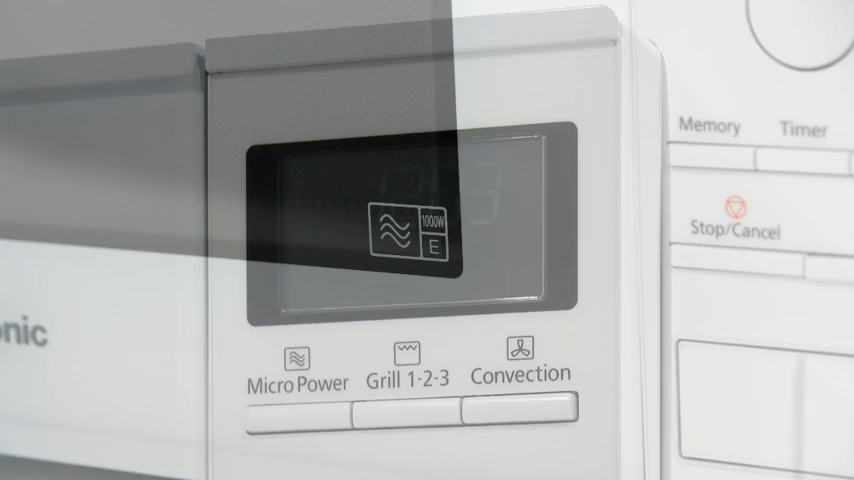 Memory Timer
1000W
E
Stop/Cancel
onic
Micro Power Grill 1-2-3 Convection